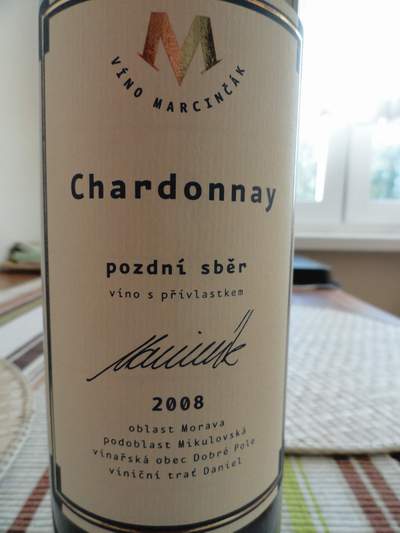 M
VÍNO MARCINČÁK
Chardonnay
pozdní sběr
víno s přívlastkem
2008
oblast Morava
podoblast Mikulovská
vinařská obec Dobré Pole
viniční trať Daniel